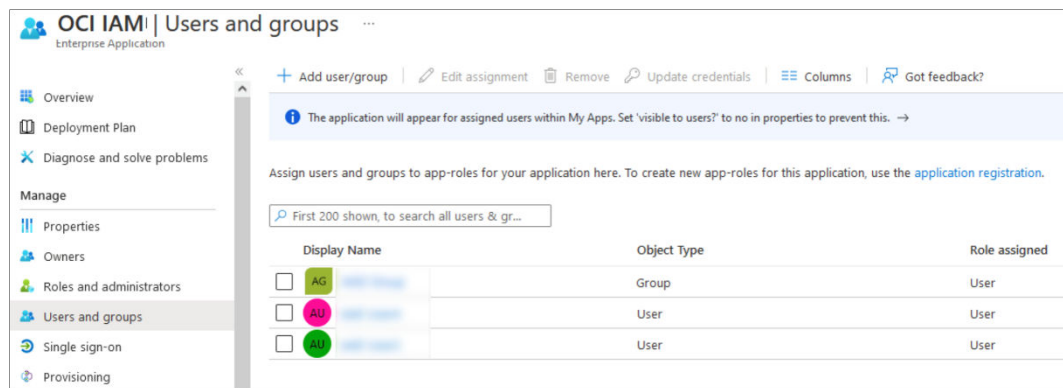 OCI IAM | Users and groups ...
Enterprise Application
«
+ Add user/group Edit assignment Remove Update credentials Columns Got feedback?
Overview
Deployment Plan
Diagnose and solve problems
The application will appear for assigned users within My Apps. Set 'visible to users?' to no in properties to prevent this. →
Assign users and groups to app-roles for your application here. To create new app-roles for this application, use the application registration.
Manage
Properties
Owners
Roles and administrators
Users and groups
Single sign-on
Provisioning
First 200 shown, to search all users & gr...
Display Name Object Type Role assigned
AG Group User
AU User User
AU User User